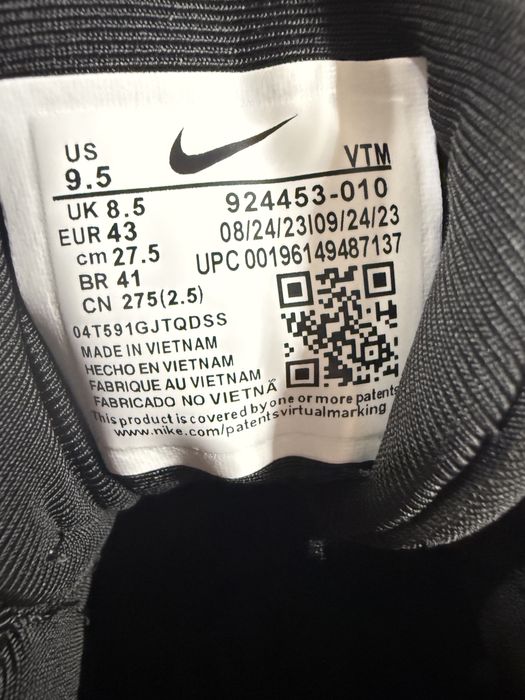 US
9.5
VTM
UK 8.5
924453-010
EUR 43
08/24/23|09/24/23
cm 27.5
UPC 00196149487137
BR 41
CN 275(2.5)
04T591GJTQDSS
MADE IN VIETNAM
HECHO EN VIETNAM
FABRIQUE AU VIETNAM
FABRICADO NO VIETNÃ
This product is covered by one or more patents
www.nike.com/patentsvirtualmarking